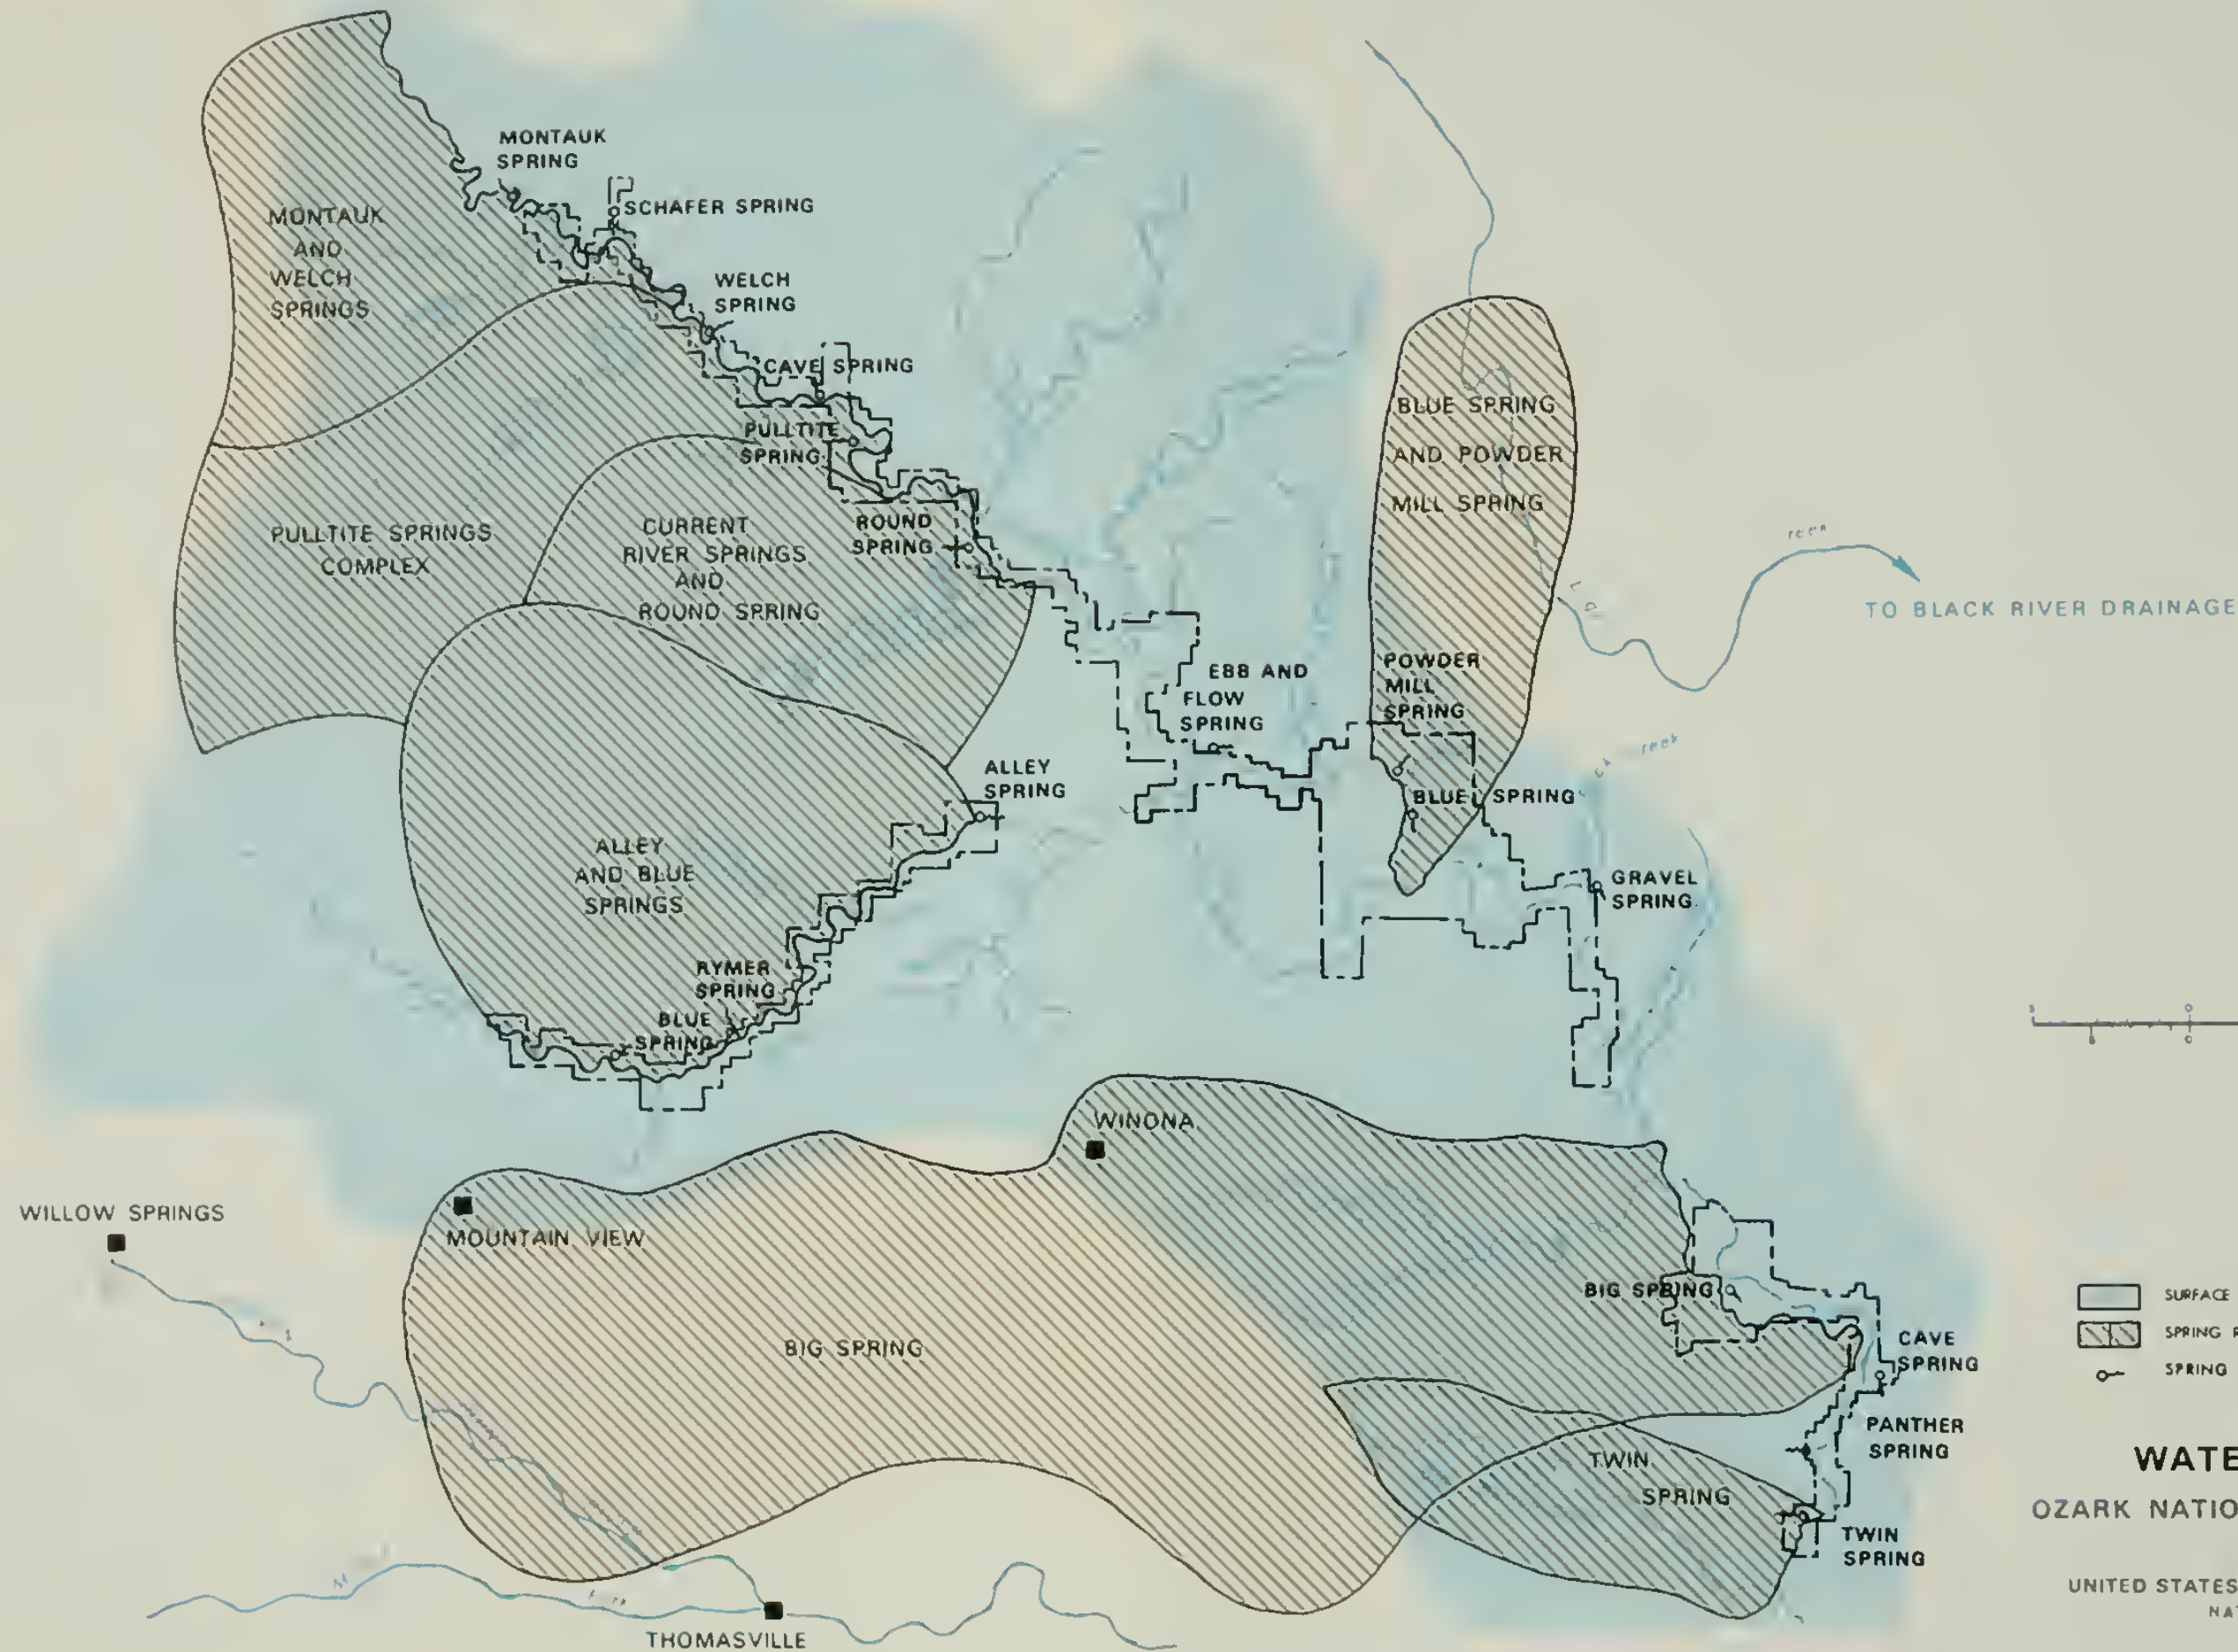 MONTAUK
SPRING
SCHAFER SPRING
MONTAUK
AND
WELCH
SPRINGS
WELCH
SPRING
CAVE SPRING
PULLTITE
SPRING
BLUE SPRING
AND POWDER
MILL SPRING
PULLTITE SPRINGS
COMPLEX
CURRENT
RIVER SPRINGS
AND
ROUND SPRING
ROUND
SPRING
reek
TO BLACK RIVER DRAINAGE
EBB AND
FLOW
SPRING
POWDER
MILL
SPRING
reek
ALLEY
SPRING
BLUE SPRING
ALLEY
AND BLUE
SPRINGS
GRAVEL
SPRING
RYMER
SPRING
BLUE
SPRING
WINONA
WILLOW SPRINGS
MOUNTAIN VIEW
BIG SPRING
BIG SPRING
SURFACE
SPRING R
SPRING
CAVE
SPRING
PANTHER
SPRING
TWIN
SPRING
TWIN
SPRING
THOMASVILLE
WATE
OZARK NATIO
UNITED STATES
NAT